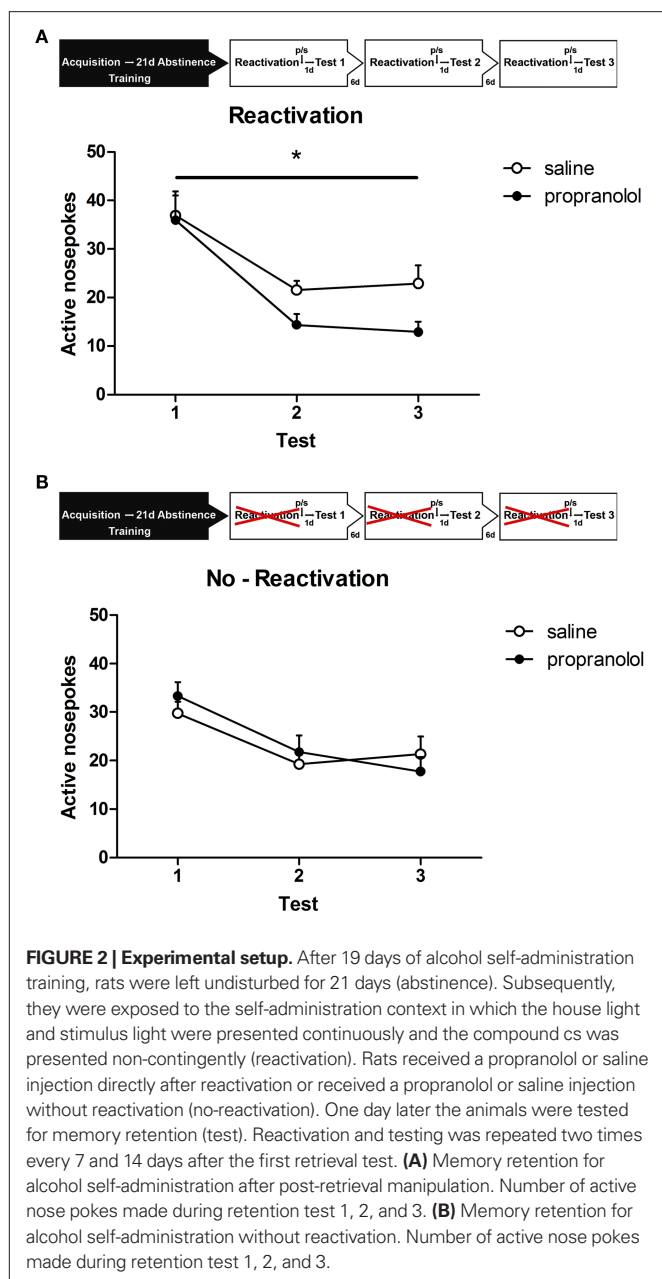 A
Acquisition — 21d Abstinence
Training
Reactivation
p/s
1d
Test 1
6d
Reactivation
p/s
1d
Test 2
6d
Reactivation
p/s
1d
Test 3
Reactivation
*
saline
propranolol
Active nosepokes
50
40
30
20
10
0
1
2
3
Test
B
Acquisition — 21d Abstinence
Training
Reactivation
p/s
1d
Test 1
6d
Reactivation
p/s
1d
Test 2
6d
Reactivation
p/s
1d
Test 3
No - Reactivation
saline
propranolol
Active nosepokes
50
40
30
20
10
0
1
2
3
Test
FIGURE 2 | Experimental setup. After 19 days of alcohol self-administration
training, rats were left undisturbed for 21 days (abstinence). Subsequently,
they were exposed to the self-administration context in which the house light
and stimulus light were presented continuously and the compound cs was
presented non-contingently (reactivation). Rats received a propranolol or saline
injection directly after reactivation or received a propranolol or saline injection
without reactivation (no-reactivation). One day later the animals were tested
for memory retention (test). Reactivation and testing was repeated two times
every 7 and 14 days after the first retrieval test. (A) Memory retention for
alcohol self-administration after post-retrieval manipulation. Number of active
nose pokes made during retention test 1, 2, and 3. (B) Memory retention for
alcohol self-administration without reactivation. Number of active nose pokes
made during retention test 1, 2, and 3.